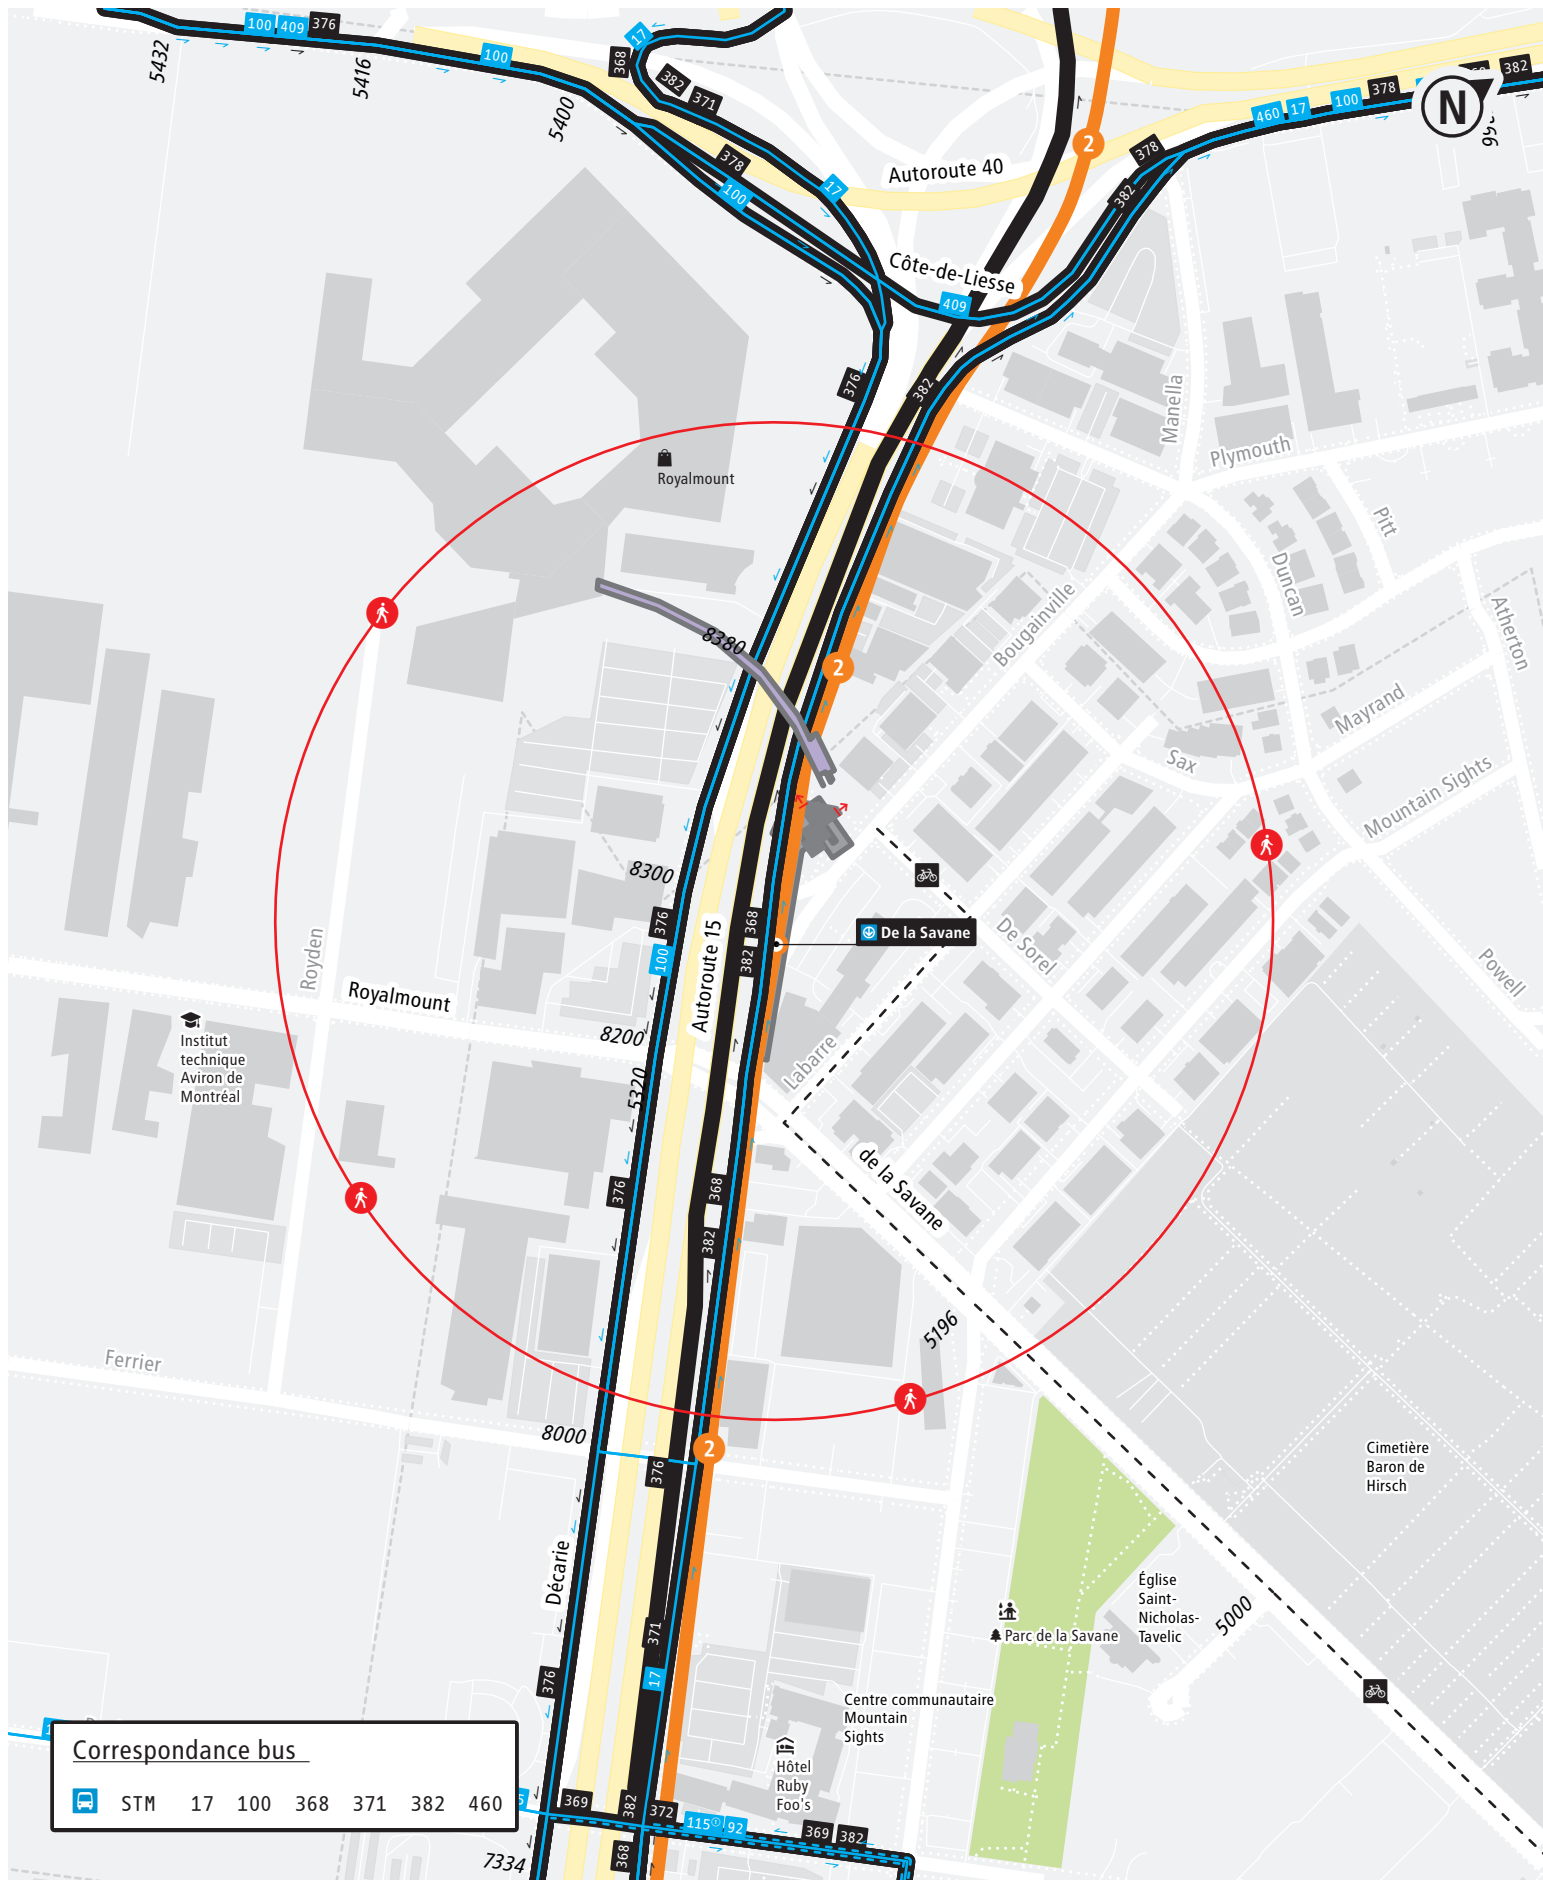 100 409 376
5432
5416
100
5400
368
17
382
371
378
100
17
Autoroute 40
2
378
382
460 17 100 378
382
N
Côte-de-Liesse
409
376
382
Manella
Plymouth
Pitt
Duncan
Atherton
Royalmount
Bougainville
8380
2
Mayrand
Sax
Mountain Sights
8300
376
100
Autoroute 15
368
382
De la Savane
De Sorel
Powell
Royden
Royalmount
8200
5320
Institut
technique
Aviron de
Montréal
Labarre
de la Savane
376
368
382
5196
Ferrier
8000
2
376
Cimetière
Baron de
Hirsch
Décarie
371
17
376
Église
Saint-
Nicholas-
Tavelic
5000
Parc de la Savane
Centre communautaire
Mountain
Sights
Hôtel
Ruby
Foo's
Correspondance bus
STM 17 100 368 371 382 460
369
382
372
115 92
369 382
368
7334